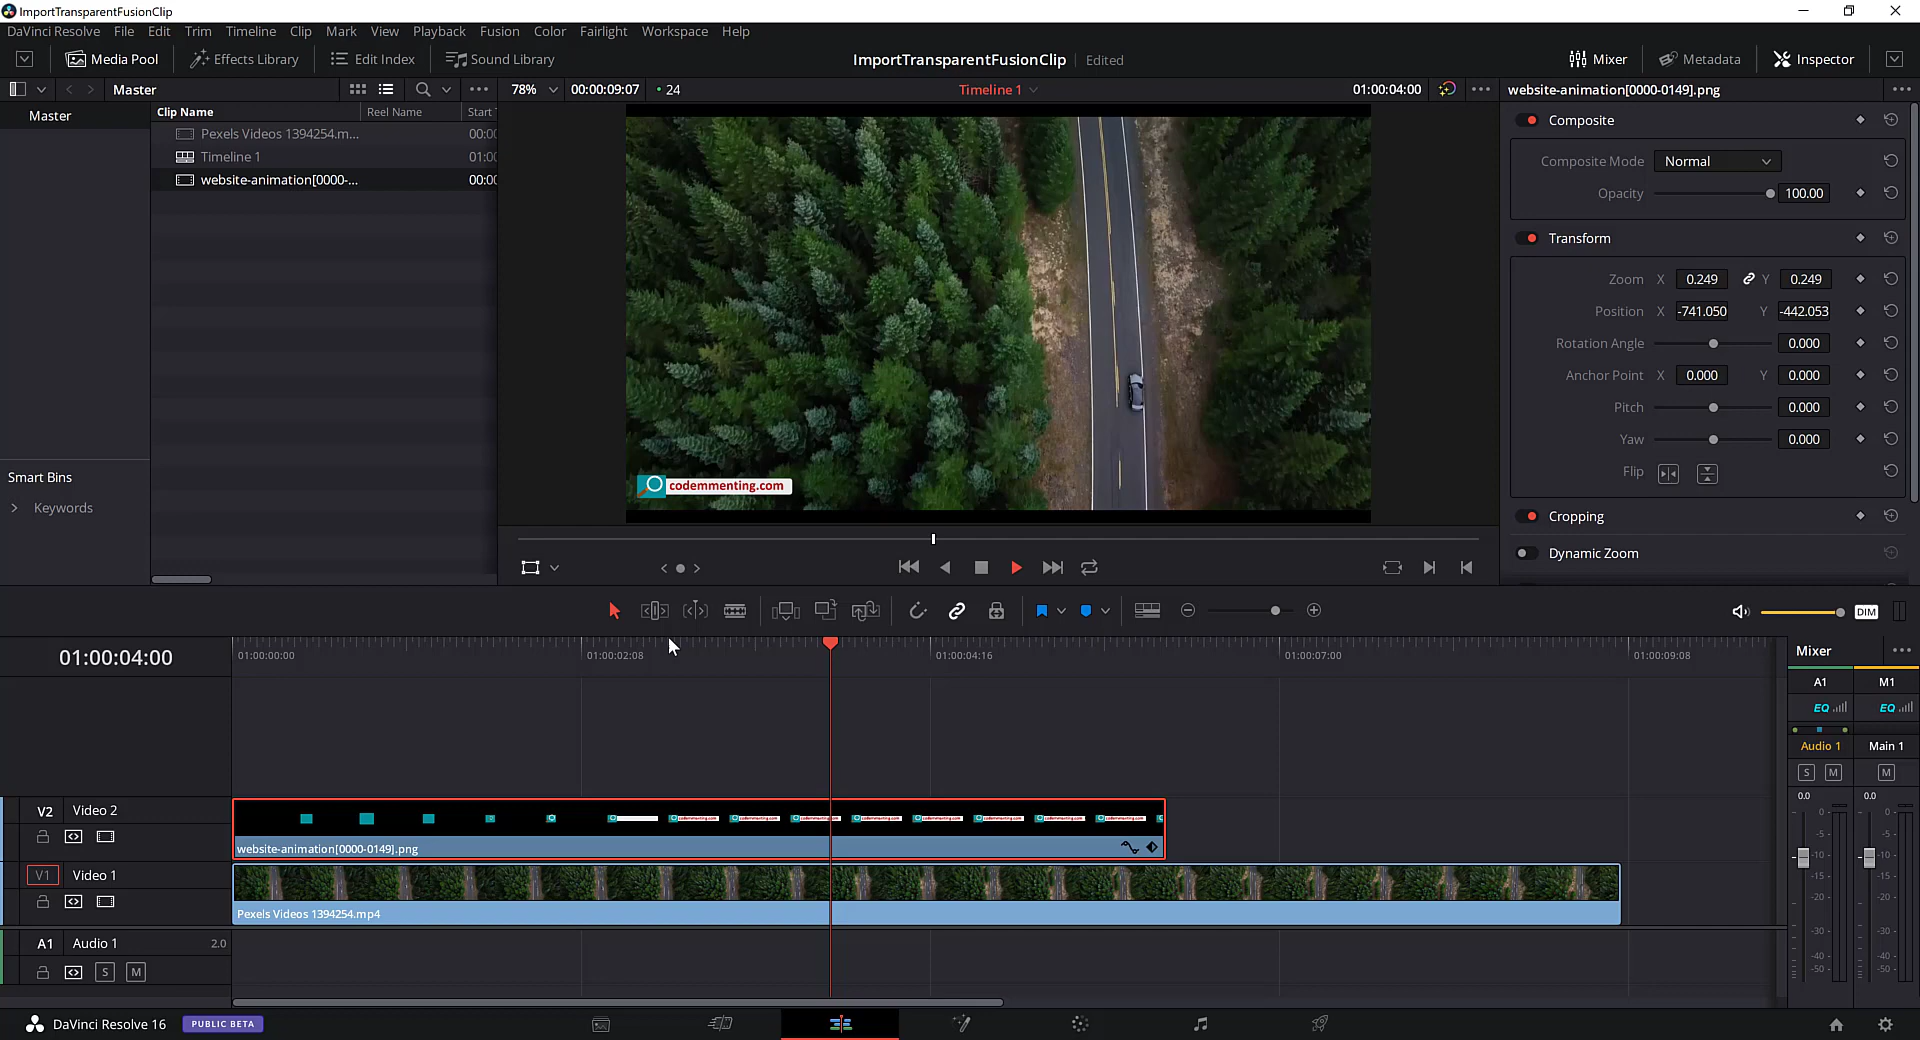 ImportTransparentFusionClip
DaVinci Resolve File Edit Trim Timeline Clip Mark View Playback Fusion Color Fairlight Workspace Help
Media Pool Effects Library Edit Index Sound Library ImportTransparentFusionClip Edited Mixer Metadata Inspector
Master 78% 00:00:09:07 24 Timeline 1 01:00:04:00 website-animation[0000-0149].png
Master Clip Name Reel Name Start
Pexels Videos 1394254.m...
Timeline 1
website-animation[0000-...
Smart Bins
Keywords
codemmenting.com
Composite
Composite Mode Normal
Opacity 100.00
Transform
Zoom X 0.249 Y 0.249
Position X -741.050 Y -442.053
Rotation Angle 0.000
Anchor Point X 0.000 Y 0.000
Pitch 0.000
Yaw 0.000
Flip
Cropping
Dynamic Zoom
DIM
01:00:04:00 01:00:00:00 01:00:02:08 01:00:04:16 01:00:07:00 01:00:09:08
V2 Video 2
website-animation[0000-0149].png
V1 Video 1
Pexels Videos 1394254.mp4
A1 Audio 1 2.0
S M
Mixer
A1 M1
EQ EQ
Audio 1 Main 1
S M M
0.0 0.0
0 0
-5 -5
-10 -10
-15 -15
-20 -20
-30 -30
-40 -40
-50 -50
DaVinci Resolve 16 PUBLIC BETA